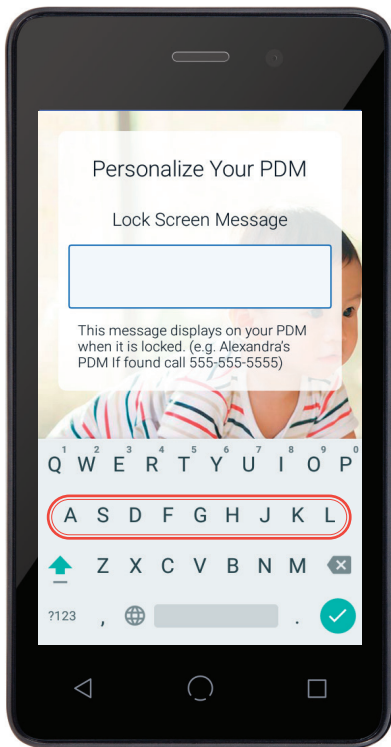 Personalize Your PDM
Lock Screen Message
This message displays on your PDM
when it is locked. (e.g. Alexandra's
PDM If found call 555-555-5555)
1 2 3 4 5 6 7 8 9 0
Q W E R T Y U I O P
A S D F G H J K L
Z X C V B N M
?123 , .